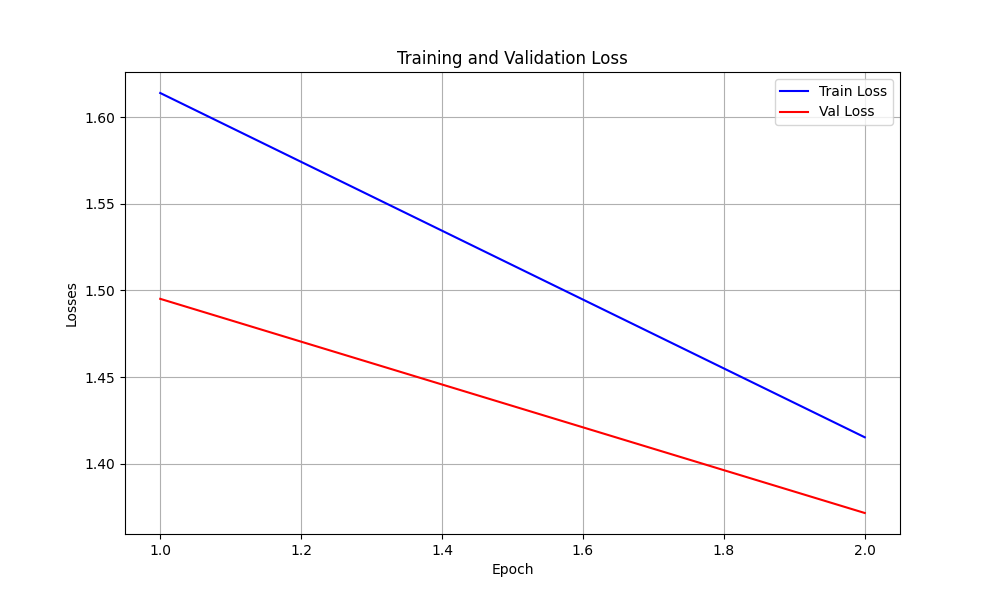 Training and Validation Loss
Train Loss
Val Loss
1.60
1.55
1.50
1.45
1.40
Losses
1.0 1.2 1.4 1.6 1.8 2.0
Epoch